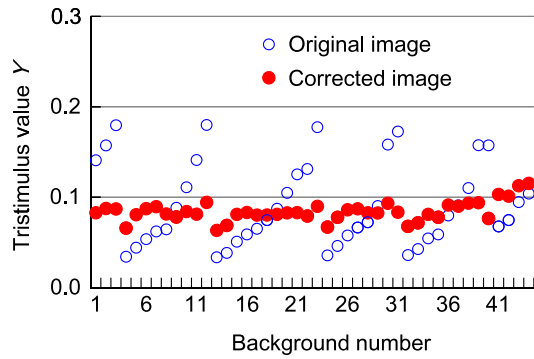 0.3
Original image
Corrected image
0.2
0.1
0.0
Tristimulus value Y
1 6 11 16 21 26 31 36 41
Background number